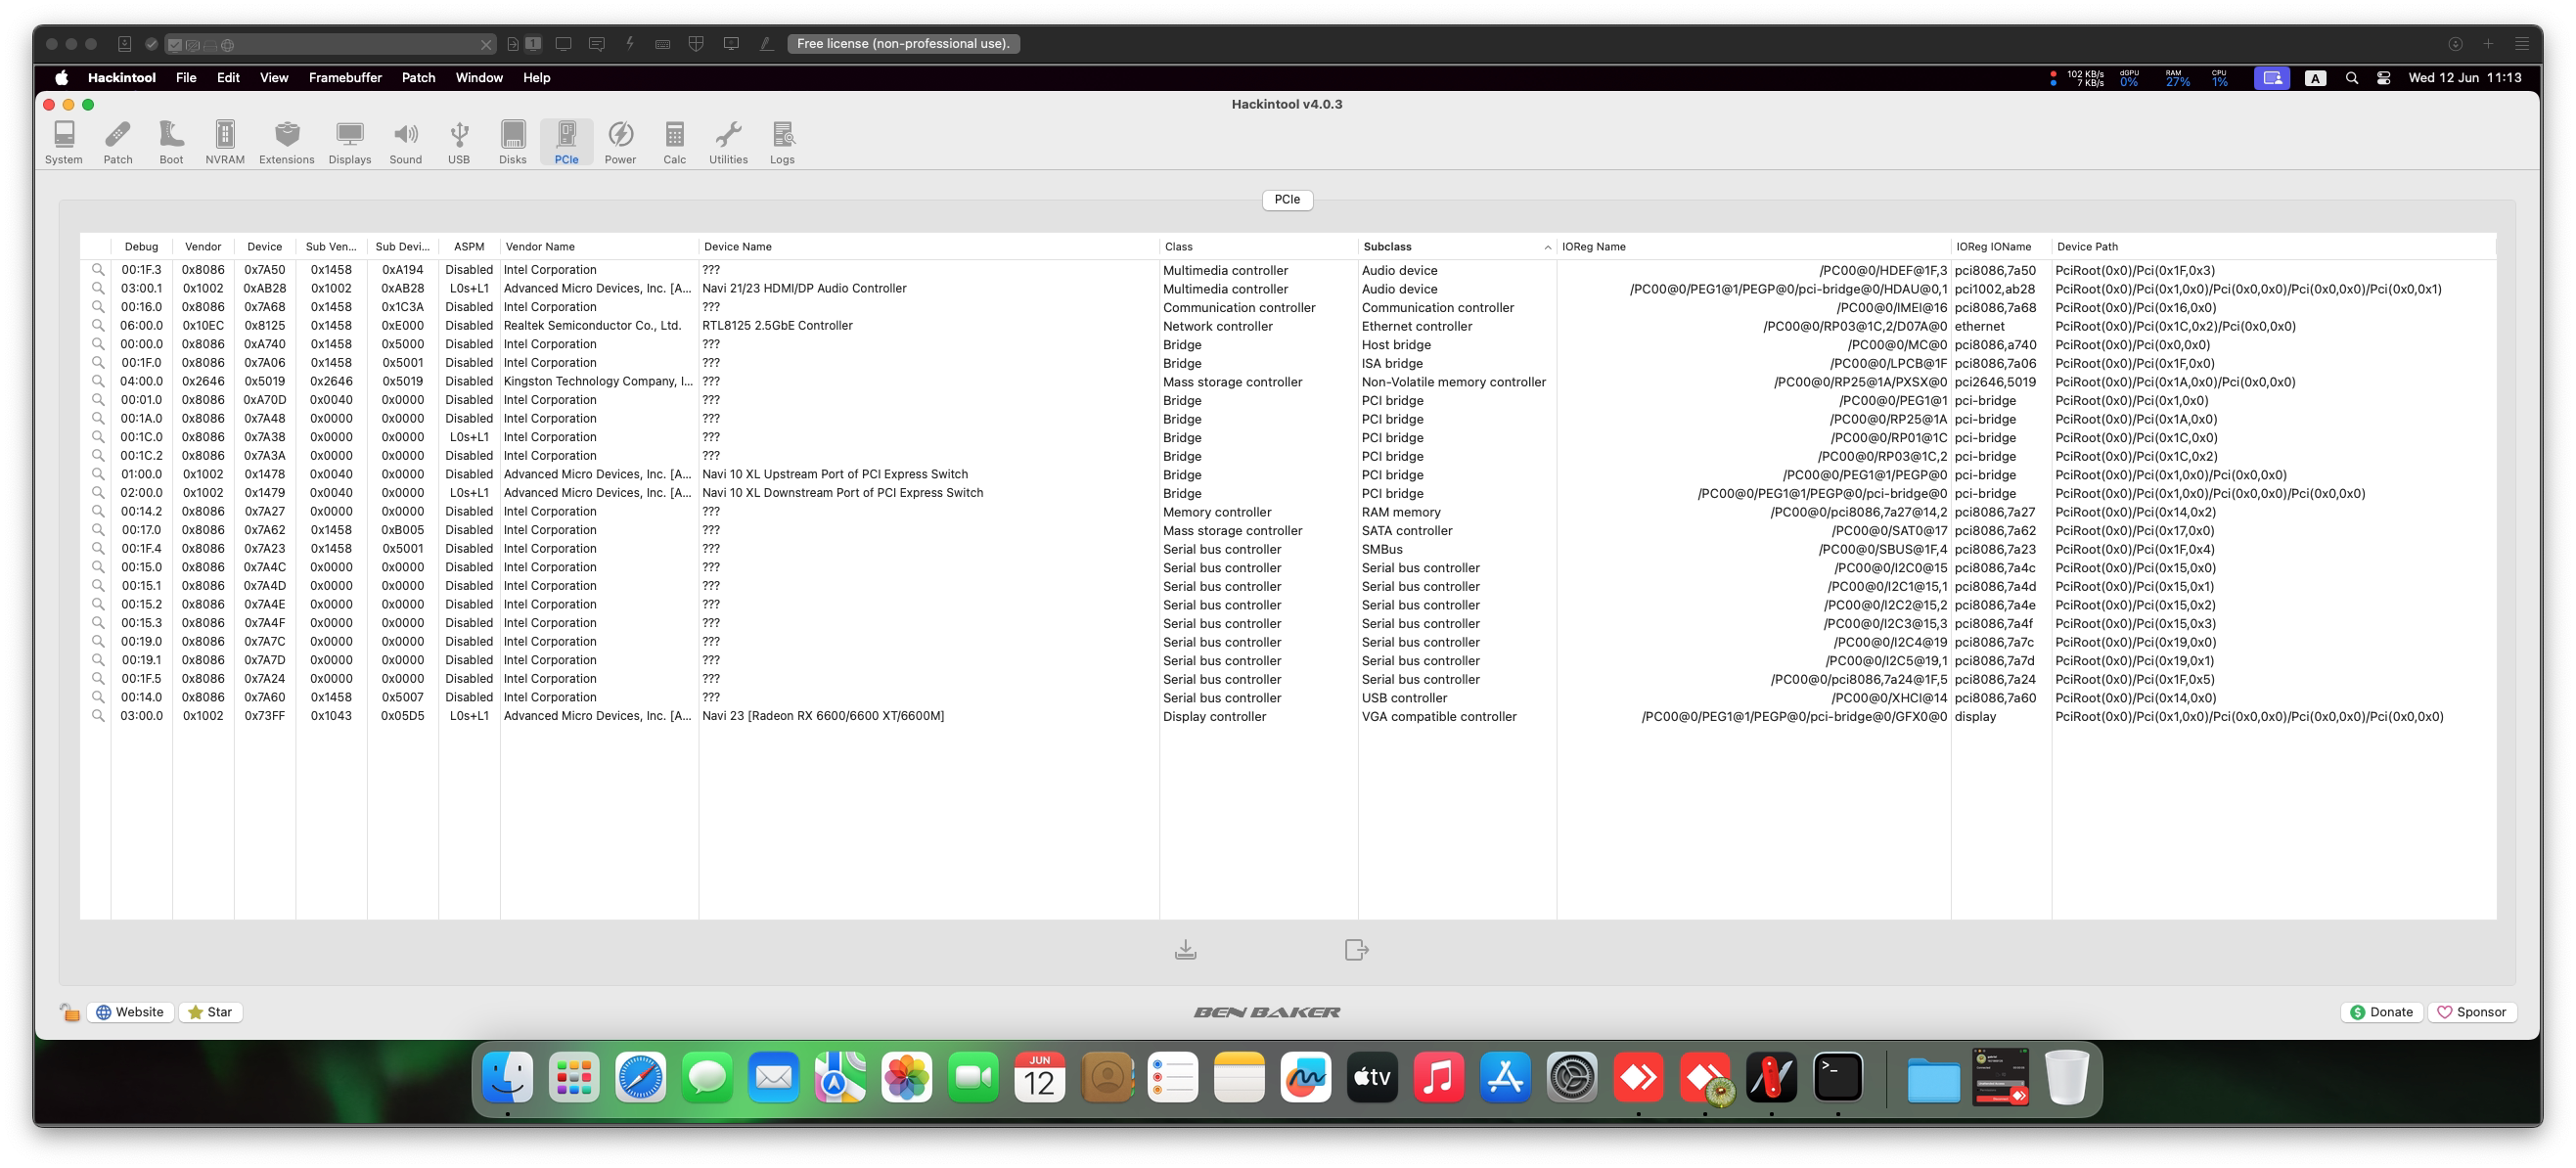 Free license (non-professional use).
Hackintool File Edit View Framebuffer Patch Window Help 102 KB/s 7 KB/s dGPU 0% RAM 27% CPU 1% A Wed 12 Jun 11:13
Hackintool v4.0.3
System Patch Boot NVRAM Extensions Displays Sound USB Disks PCIe Power Calc Utilities Logs
PCIe
Debug Vendor Device Sub Ven... Sub Devi... ASPM Vendor Name Device Name Class Subclass IOReg Name IOReg IOName Device Path
00:1F.3 0x8086 0x7A50 0x1458 0xA194 Disabled Intel Corporation ??? Multimedia controller Audio device /PC00@0/HDEF@1F,3 pci8086,7a50 PciRoot(0x0)/Pci(0x1F,0x3)
03:00.1 0x1002 0xAB28 0x1002 0xAB28 L0s+L1 Advanced Micro Devices, Inc. [A... Navi 21/23 HDMI/DP Audio Controller Multimedia controller Audio device /PC00@0/PEG1@1/PEGP@0/pci-bridge@0/HDAU@0,1 pci1002,ab28 PciRoot(0x0)/Pci(0x1,0x0)/Pci(0x0,0x0)/Pci(0x0,0x0)/Pci(0x0,0x1)
00:16.0 0x8086 0x7A68 0x1458 0x1C3A Disabled Intel Corporation ??? Communication controller Communication controller /PC00@0/IMEI@16 pci8086,7a68 PciRoot(0x0)/Pci(0x16,0x0)
06:00.0 0x10EC 0x8125 0x1458 0xE000 Disabled Realtek Semiconductor Co., Ltd. RTL8125 2.5GbE Controller Network controller Ethernet controller /PC00@0/RP03@1C,2/D07A@0 ethernet PciRoot(0x0)/Pci(0x1C,0x2)/Pci(0x0,0x0)
00:00.0 0x8086 0xA740 0x1458 0x5000 Disabled Intel Corporation ??? Bridge Host bridge /PC00@0/MC@0 pci8086,a740 PciRoot(0x0)/Pci(0x0,0x0)
00:1F.0 0x8086 0x7A06 0x1458 0x5001 Disabled Intel Corporation ??? Bridge ISA bridge /PC00@0/LPCB@1F pci8086,7a06 PciRoot(0x0)/Pci(0x1F,0x0)
04:00.0 0x2646 0x5019 0x2646 0x5019 Disabled Kingston Technology Company, I... ??? Mass storage controller Non-Volatile memory controller /PC00@0/RP25@1A/PXSX@0 pci2646,5019 PciRoot(0x0)/Pci(0x1A,0x0)/Pci(0x0,0x0)
00:01.0 0x8086 0xA70D 0x0040 0x0000 Disabled Intel Corporation ??? Bridge PCI bridge /PC00@0/PEG1@1 pci-bridge PciRoot(0x0)/Pci(0x1,0x0)
00:1A.0 0x8086 0x7A48 0x0000 0x0000 Disabled Intel Corporation ??? Bridge PCI bridge /PC00@0/RP25@1A pci-bridge PciRoot(0x0)/Pci(0x1A,0x0)
00:1C.0 0x8086 0x7A38 0x0000 0x0000 L0s+L1 Intel Corporation ??? Bridge PCI bridge /PC00@0/RP01@1C pci-bridge PciRoot(0x0)/Pci(0x1C,0x0)
00:1C.2 0x8086 0x7A3A 0x0000 0x0000 Disabled Intel Corporation ??? Bridge PCI bridge /PC00@0/RP03@1C,2 pci-bridge PciRoot(0x0)/Pci(0x1C,0x2)
01:00.0 0x1002 0x1478 0x0040 0x0000 Disabled Advanced Micro Devices, Inc. [A... Navi 10 XL Upstream Port of PCI Express Switch Bridge PCI bridge /PC00@0/PEG1@1/PEGP@0 pci-bridge PciRoot(0x0)/Pci(0x1,0x0)/Pci(0x0,0x0)
02:00.0 0x1002 0x1479 0x0040 0x0000 L0s+L1 Advanced Micro Devices, Inc. [A... Navi 10 XL Downstream Port of PCI Express Switch Bridge PCI bridge /PC00@0/PEG1@1/PEGP@0/pci-bridge@0 pci-bridge PciRoot(0x0)/Pci(0x1,0x0)/Pci(0x0,0x0)/Pci(0x0,0x0)
00:14.2 0x8086 0x7A27 0x0000 0x0000 Disabled Intel Corporation ??? Memory controller RAM memory /PC00@0/pci8086,7a27@14,2 pci8086,7a27 PciRoot(0x0)/Pci(0x14,0x2)
00:17.0 0x8086 0x7A62 0x1458 0xB005 Disabled Intel Corporation ??? Mass storage controller SATA controller /PC00@0/SAT0@17 pci8086,7a62 PciRoot(0x0)/Pci(0x17,0x0)
00:1F.4 0x8086 0x7A23 0x1458 0x5001 Disabled Intel Corporation ??? Serial bus controller SMBus /PC00@0/SBUS@1F,4 pci8086,7a23 PciRoot(0x0)/Pci(0x1F,0x4)
00:15.0 0x8086 0x7A4C 0x0000 0x0000 Disabled Intel Corporation ??? Serial bus controller Serial bus controller /PC00@0/I2C0@15 pci8086,7a4c PciRoot(0x0)/Pci(0x15,0x0)
00:15.1 0x8086 0x7A4D 0x0000 0x0000 Disabled Intel Corporation ??? Serial bus controller Serial bus controller /PC00@0/I2C1@15,1 pci8086,7a4d PciRoot(0x0)/Pci(0x15,0x1)
00:15.2 0x8086 0x7A4E 0x0000 0x0000 Disabled Intel Corporation ??? Serial bus controller Serial bus controller /PC00@0/I2C2@15,2 pci8086,7a4e PciRoot(0x0)/Pci(0x15,0x2)
00:15.3 0x8086 0x7A4F 0x0000 0x0000 Disabled Intel Corporation ??? Serial bus controller Serial bus controller /PC00@0/I2C3@15,3 pci8086,7a4f PciRoot(0x0)/Pci(0x15,0x3)
00:19.0 0x8086 0x7A7C 0x0000 0x0000 Disabled Intel Corporation ??? Serial bus controller Serial bus controller /PC00@0/I2C4@19 pci8086,7a7c PciRoot(0x0)/Pci(0x19,0x0)
00:19.1 0x8086 0x7A7D 0x0000 0x0000 Disabled Intel Corporation ??? Serial bus controller Serial bus controller /PC00@0/I2C5@19,1 pci8086,7a7d PciRoot(0x0)/Pci(0x19,0x1)
00:1F.5 0x8086 0x7A24 0x0000 0x0000 Disabled Intel Corporation ??? Serial bus controller Serial bus controller /PC00@0/pci8086,7a24@1F,5 pci8086,7a24 PciRoot(0x0)/Pci(0x1F,0x5)
00:14.0 0x8086 0x7A60 0x1458 0x5007 Disabled Intel Corporation ??? Serial bus controller USB controller /PC00@0/XHCI@14 pci8086,7a60 PciRoot(0x0)/Pci(0x14,0x0)
03:00.0 0x1002 0x73FF 0x1043 0x05D5 L0s+L1 Advanced Micro Devices, Inc. [A... Navi 23 [Radeon RX 6600/6600 XT/6600M] Display controller VGA compatible controller /PC00@0/PEG1@1/PEGP@0/pci-bridge@0/GFX0@0 display PciRoot(0x0)/Pci(0x1,0x0)/Pci(0x0,0x0)/Pci(0x0,0x0)/Pci(0x0,0x0)
Website Star BEN BAKER Donate Sponsor
JUN
12
tv